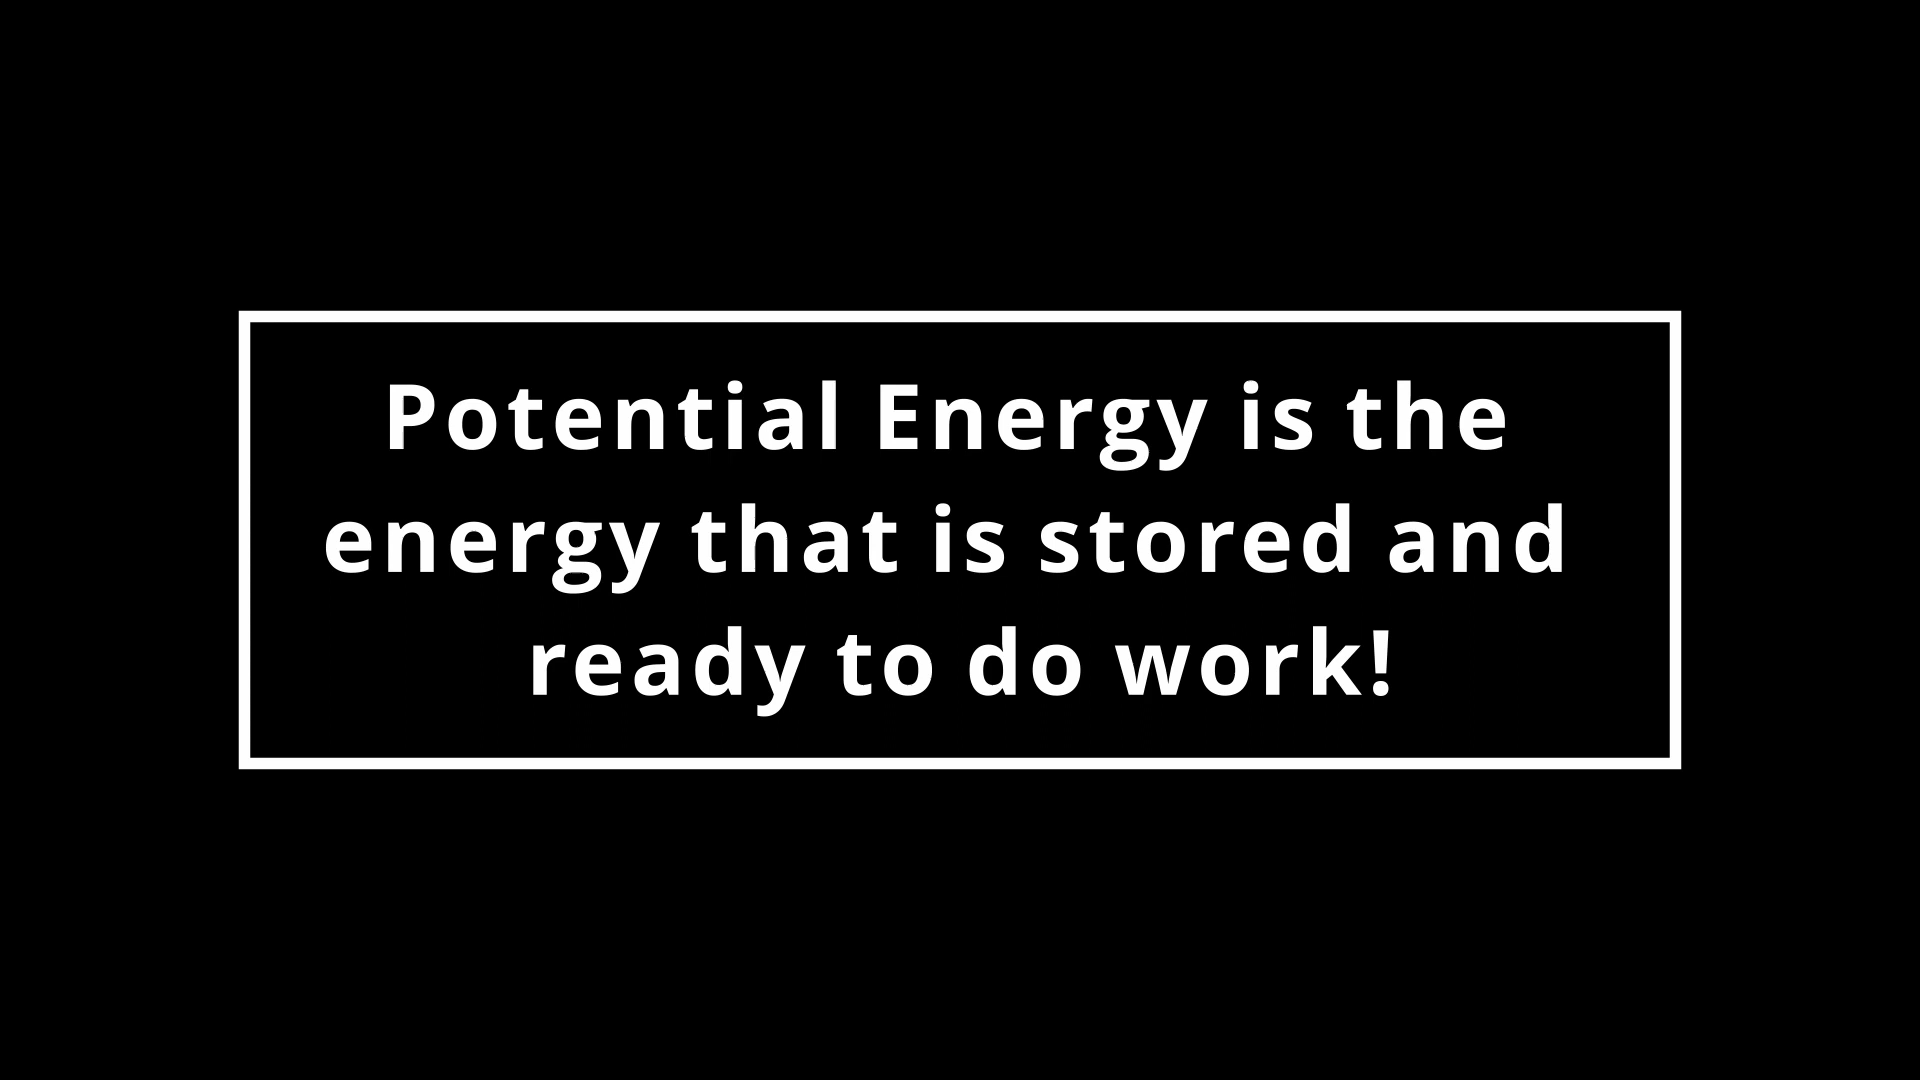 Potential Energy is the
energy that is stored and
ready to do work!